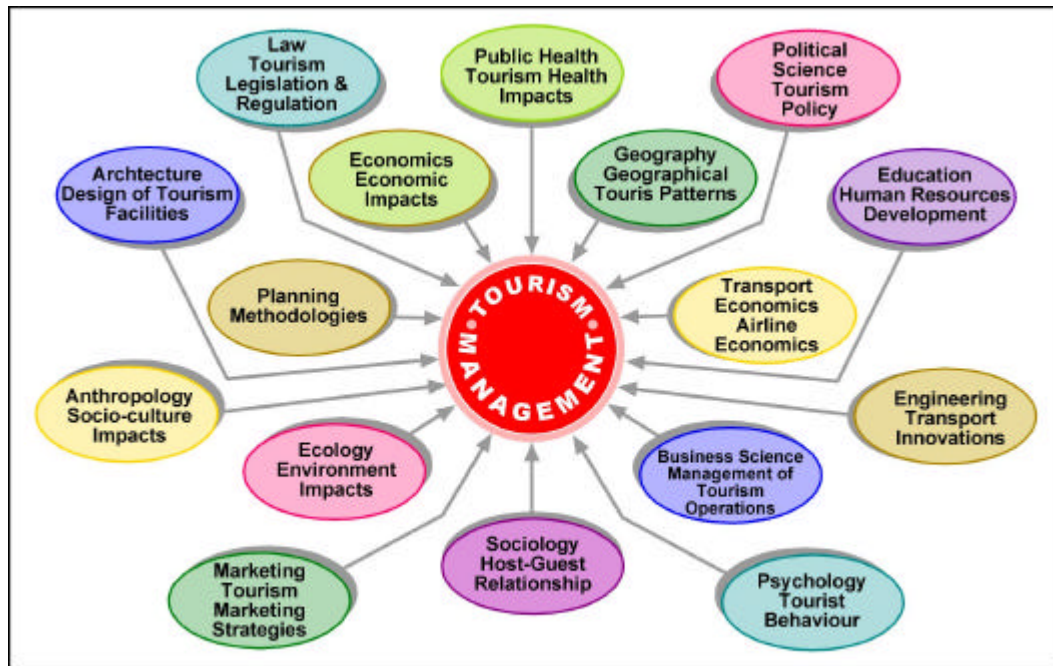 Law
Tourism
Legislation &
Regulation
Public Health
Tourism Health
Impacts
Political
Science
Tourism
Policy
Archtecture
Design of Tourism
Facilities
Economics
Economic
Impacts
Geography
Geographical
Touris Patterns
Education
Human Resources
Development
Planning
Methodologies
TOURISM
MANAGEMENT
Transport
Economics
Airline
Economics
Anthropology
Socio-culture
Impacts
Ecology
Environment
Impacts
Business Science
Management of
Tourism
Operations
Engineering
Transport
Innovations
Marketing
Tourism
Marketing
Strategies
Sociology
Host-Guest
Relationship
Psychology
Tourist
Behaviour